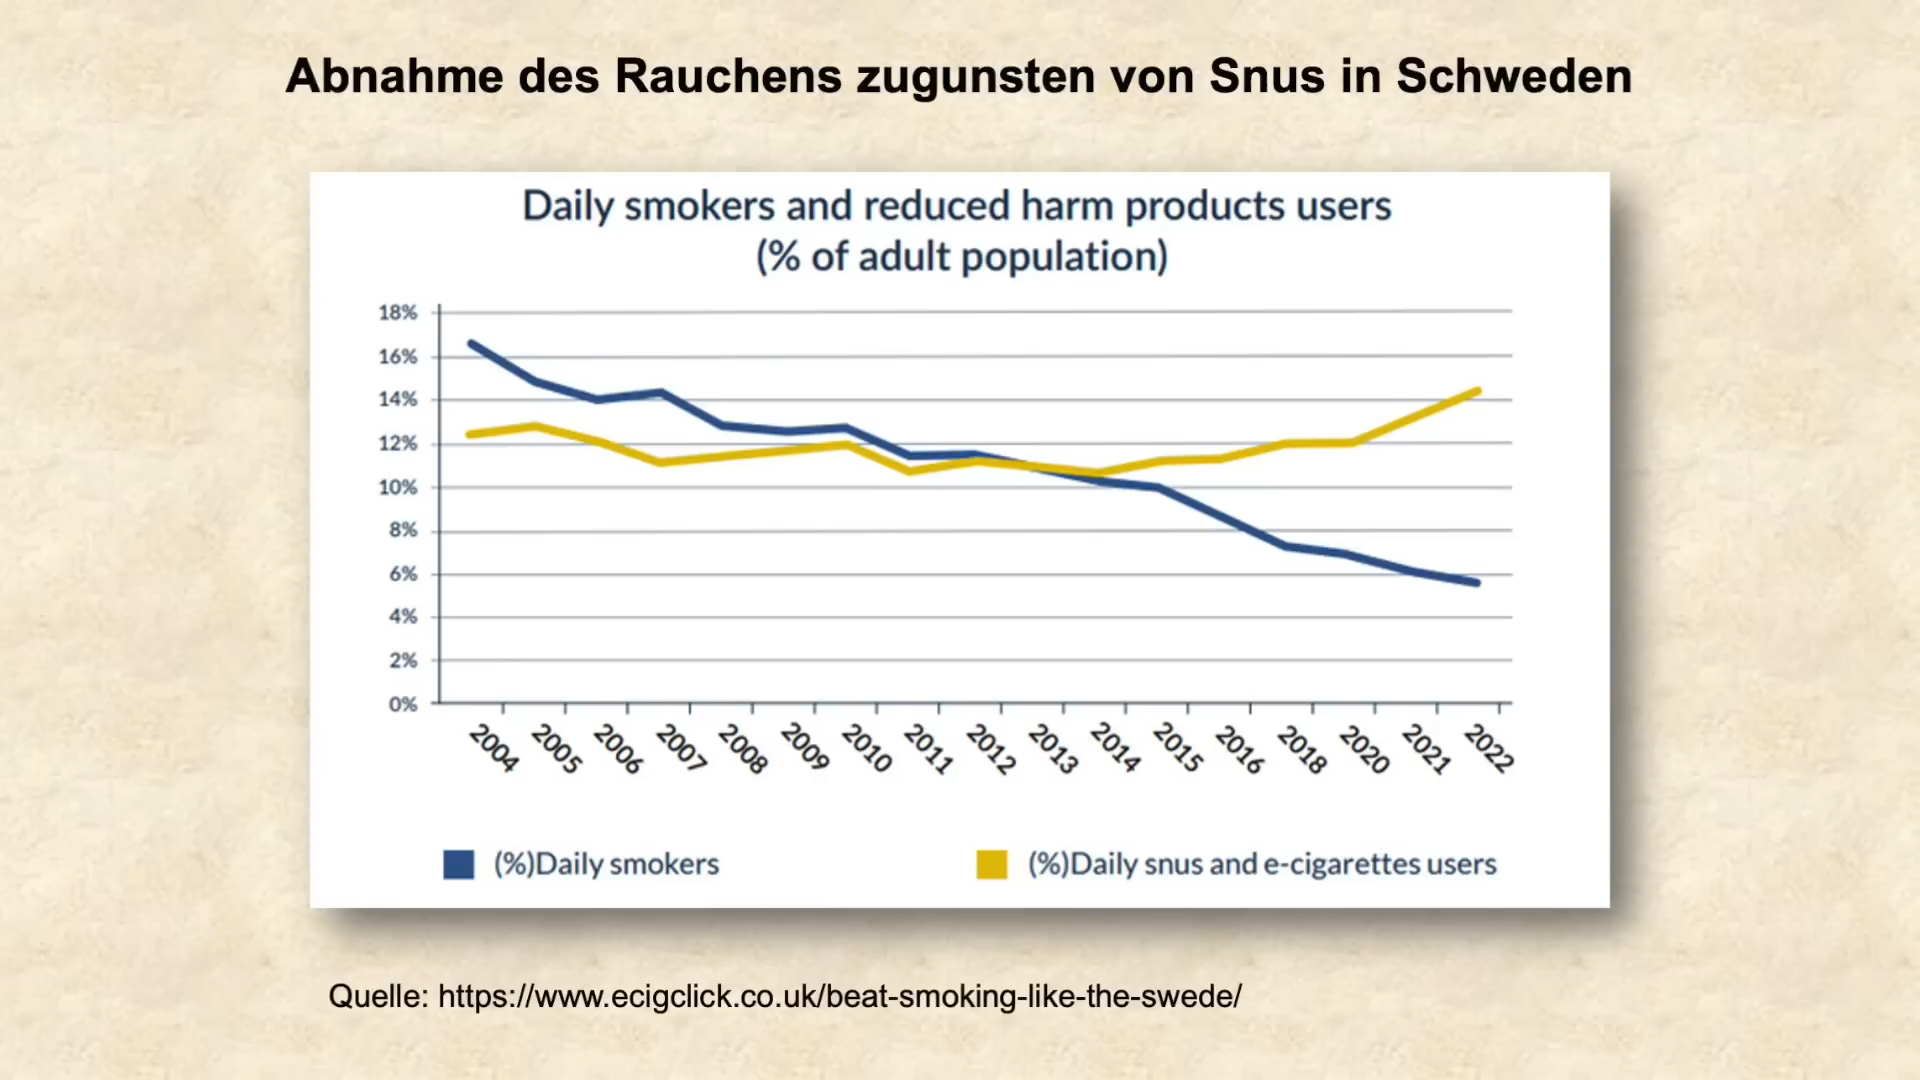 Abnahme des Rauchens zugunsten von Snus in Schweden
Daily smokers and reduced harm products users
(% of adult population)
18%
16%
14%
12%
10%
8%
6%
4%
2%
0%
2004 2005 2006 2007 2008 2009 2010 2011 2012 2013 2014 2015 2016 2018 2020 2021 2022
(%)Daily smokers
(%)Daily snus and e-cigarettes users
Quelle: https://www.ecigclick.co.uk/beat-smoking-like-the-swede/